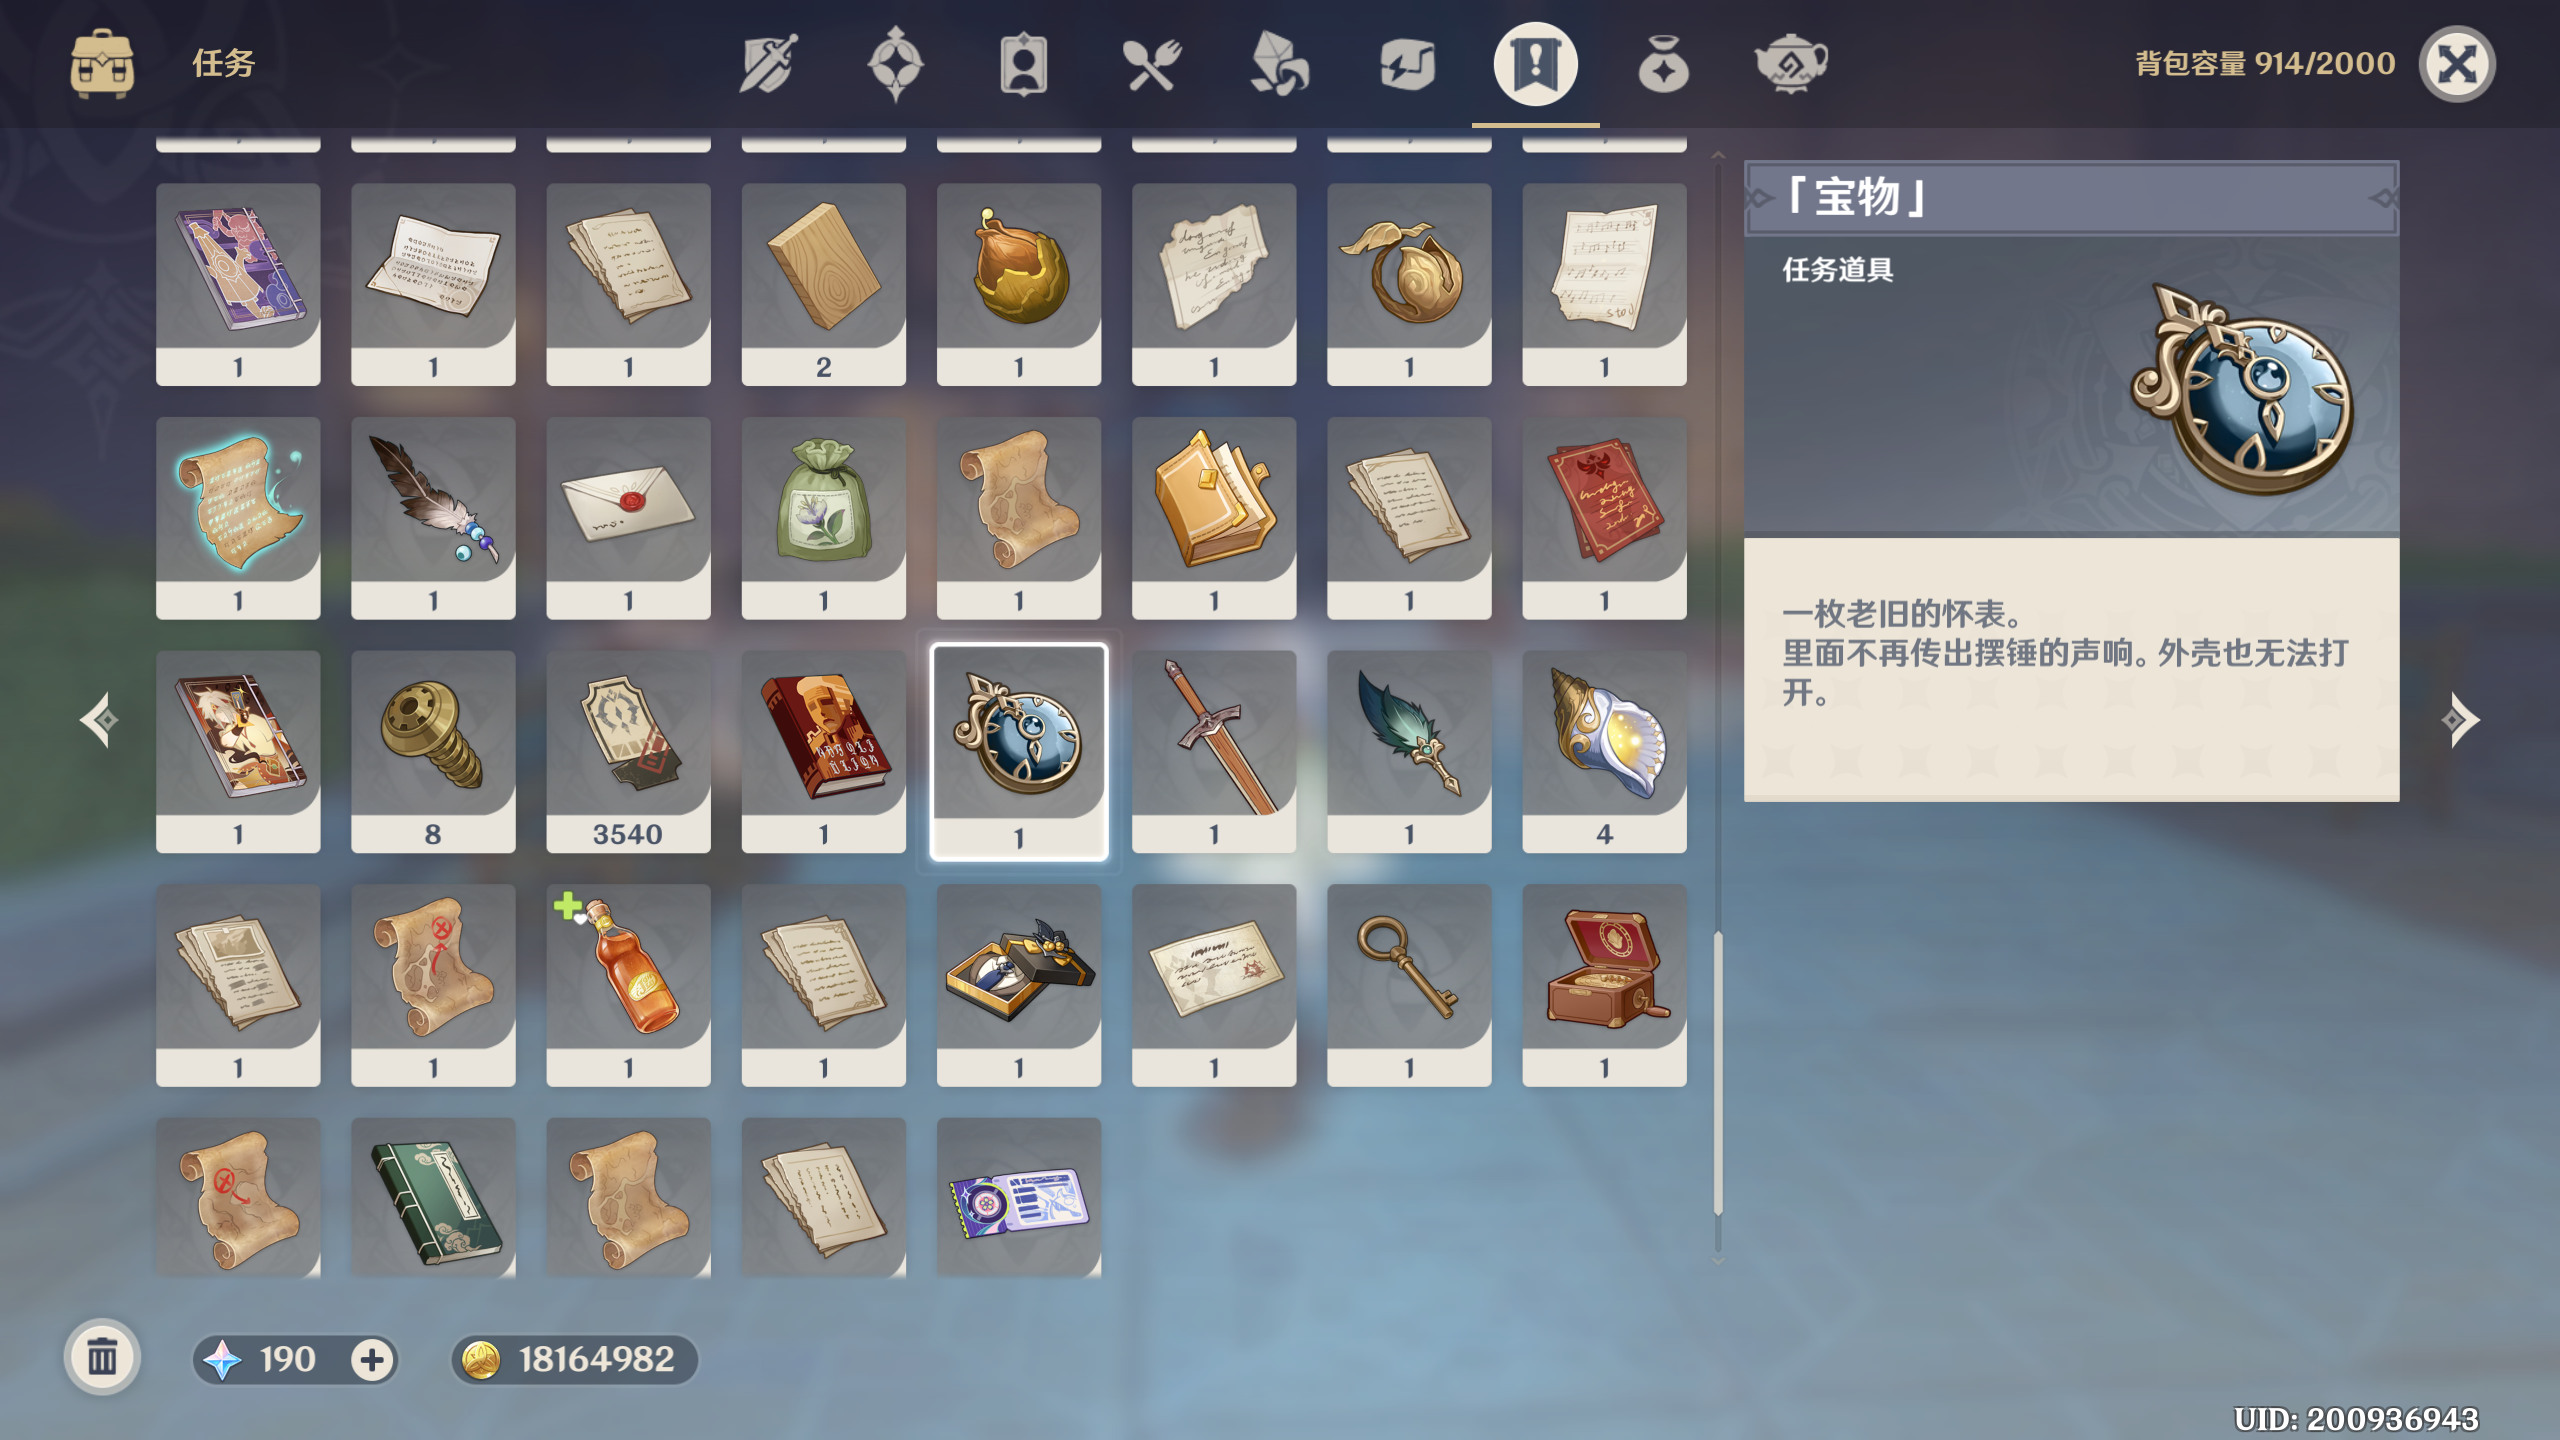 任务
背包容量 914/2000
「宝物」
任务道具
一枚老旧的怀表。
里面不再传出摆锤的声响。外壳也无法打
开。
1 1 1 2 1 1 1 1
1 1 1 1 1 1 1 1
1 8 3540 1 1 1 1 4
1 1 1 1 1 1 1 1
190
18164982
UID: 200936943